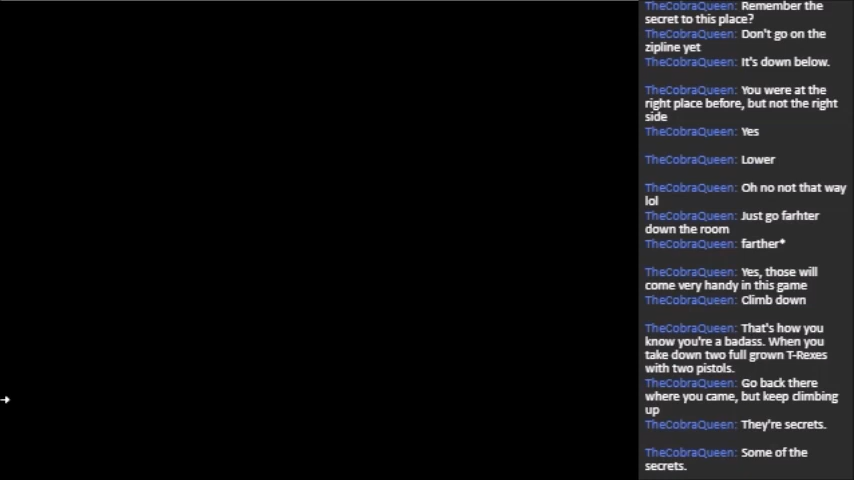 TheCobraQueen: Remember the
secret to this place?
TheCobraQueen: Don't go on the
zipline yet
TheCobraQueen: It's down below.
TheCobraQueen: You were at the
right place before, but not the right
side
TheCobraQueen: Yes
TheCobraQueen: Lower
TheCobraQueen: Oh no not that way
lol
TheCobraQueen: Just go farhter
down the room
TheCobraQueen: farther*
TheCobraQueen: Yes, those will
come very handy in this game
TheCobraQueen: Climb down
TheCobraQueen: That's how you
know you're a badass. When you
take down two full grown T-Rexes
with two pistols.
TheCobraQueen: Go back there
where you came, but keep climbing
up
TheCobraQueen: They're secrets.
TheCobraQueen: Some of the
secrets.